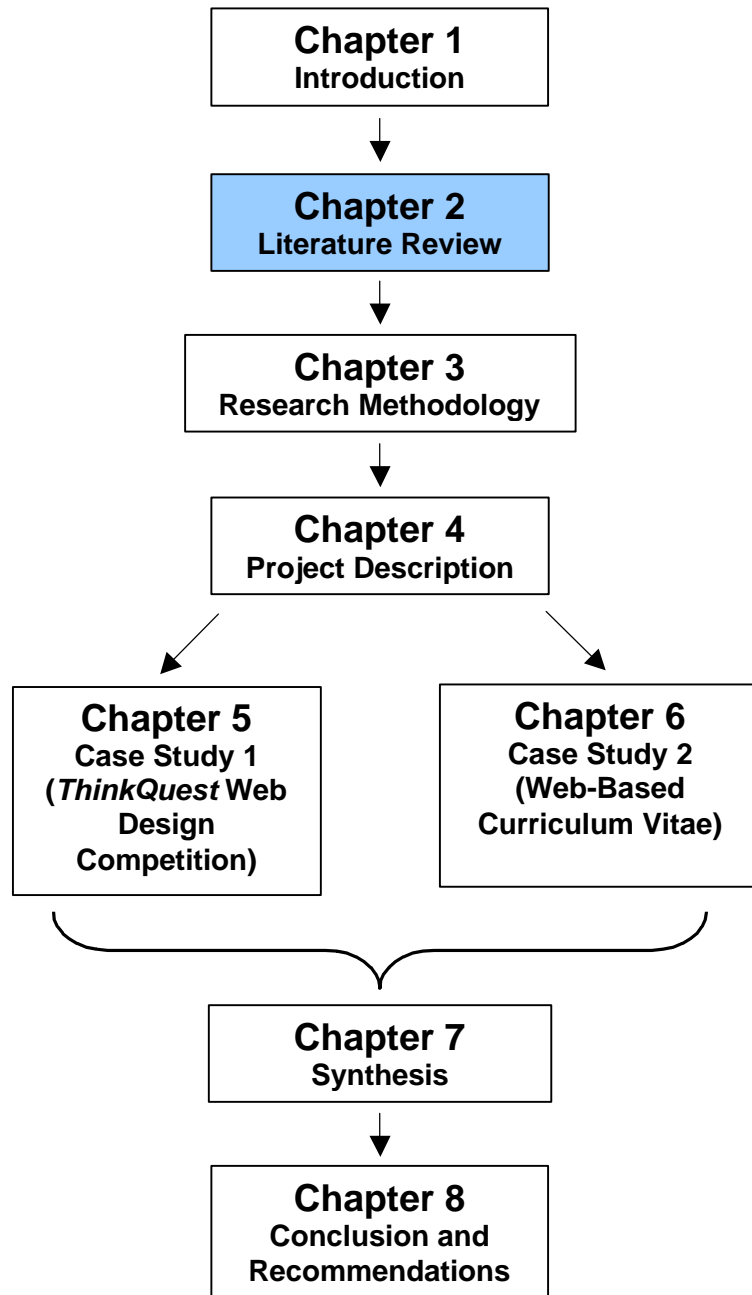 Chapter 1
Introduction
Chapter 2
Literature Review
Chapter 3
Research Methodology
Chapter 4
Project Description
Chapter 5
Case Study 1
(ThinkQuest Web
Design
Competition)
Chapter 6
Case Study 2
(Web-Based
Curriculum Vitae)
Chapter 7
Synthesis
Chapter 8
Conclusion and
Recommendations